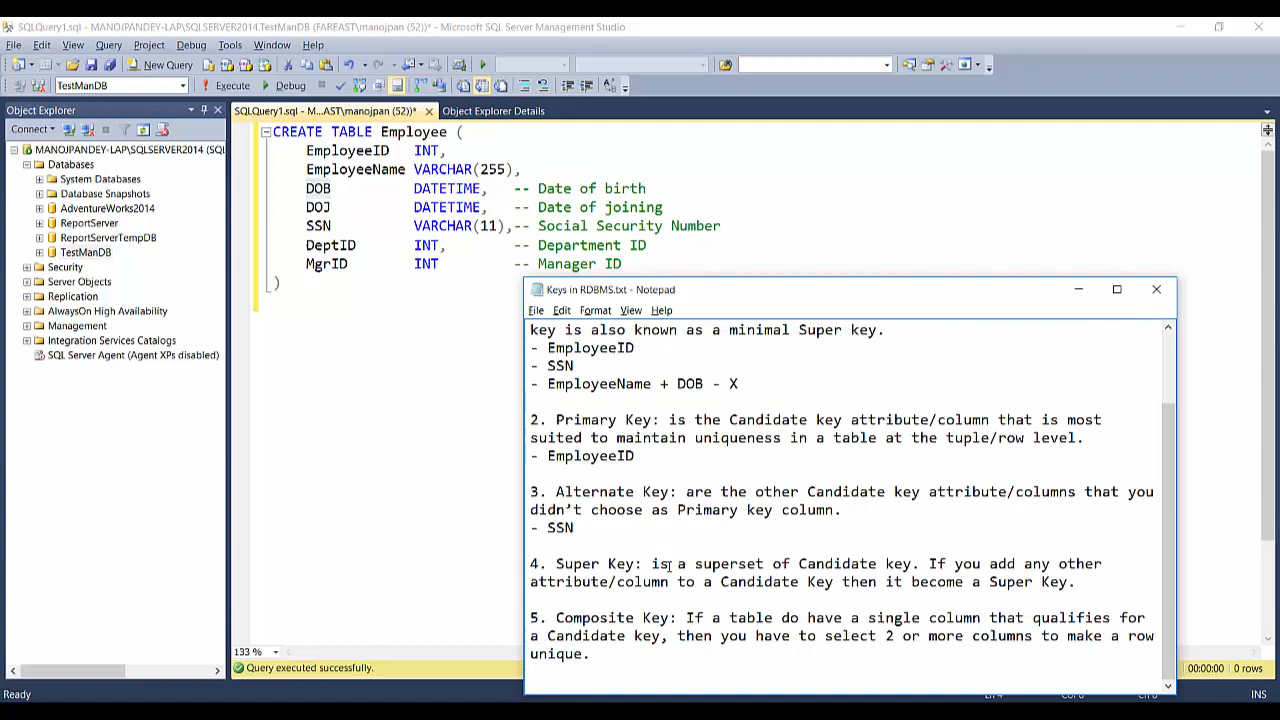 SQLQuery1.sql - MANOJPANDEY-LAP\SQLSERVER2014.TestManDB (FAREAST\manojpan (52))* - Microsoft SQL Server Management Studio
File Edit View Query Project Debug Tools Window Help
New Query
TestManDB Execute Debug
Object Explorer
SQLQuery1.sql - M...AST\manojpan (52))* Object Explorer Details
Connect
MANOJPANDEY-LAP\SQLSERVER2014 (SQL
Databases
System Databases
Database Snapshots
AdventureWorks2014
ReportServer
ReportServerTempDB
TestManDB
Security
Server Objects
Replication
AlwaysOn High Availability
Management
Integration Services Catalogs
SQL Server Agent (Agent XPs disabled)
CREATE TABLE Employee (
EmployeeID INT,
EmployeeName VARCHAR(255),
DOB DATETIME, -- Date of birth
DOJ DATETIME, -- Date of joining
SSN VARCHAR(11),-- Social Security Number
DeptID INT, -- Department ID
MgrID INT -- Manager ID
)
Keys in RDBMS.txt - Notepad
File Edit Format View Help
key is also known as a minimal Super key.
- EmployeeID
- SSN
- EmployeeName + DOB - X
2. Primary Key: is the Candidate key attribute/column that is most
suited to maintain uniqueness in a table at the tuple/row level.
- EmployeeID
3. Alternate Key: are the other Candidate key attribute/columns that you
didn’t choose as Primary key column.
- SSN
4. Super Key: is a superset of Candidate key. If you add any other
attribute/column to a Candidate Key then it become a Super Key.
5. Composite Key: If a table do have a single column that qualifies for
a Candidate key, then you have to select 2 or more columns to make a row
unique.
133 %
Query executed successfully.
00:00:00 0 rows
Ready
INS